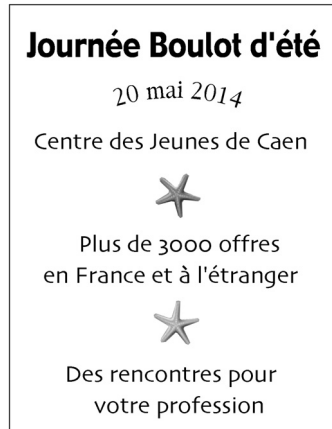 Journée Boulot d'été
20 mai 2014
Centre des Jeunes de Caen
Plus de 3000 offres
en France et à l'étranger
Des rencontres pour
votre profession